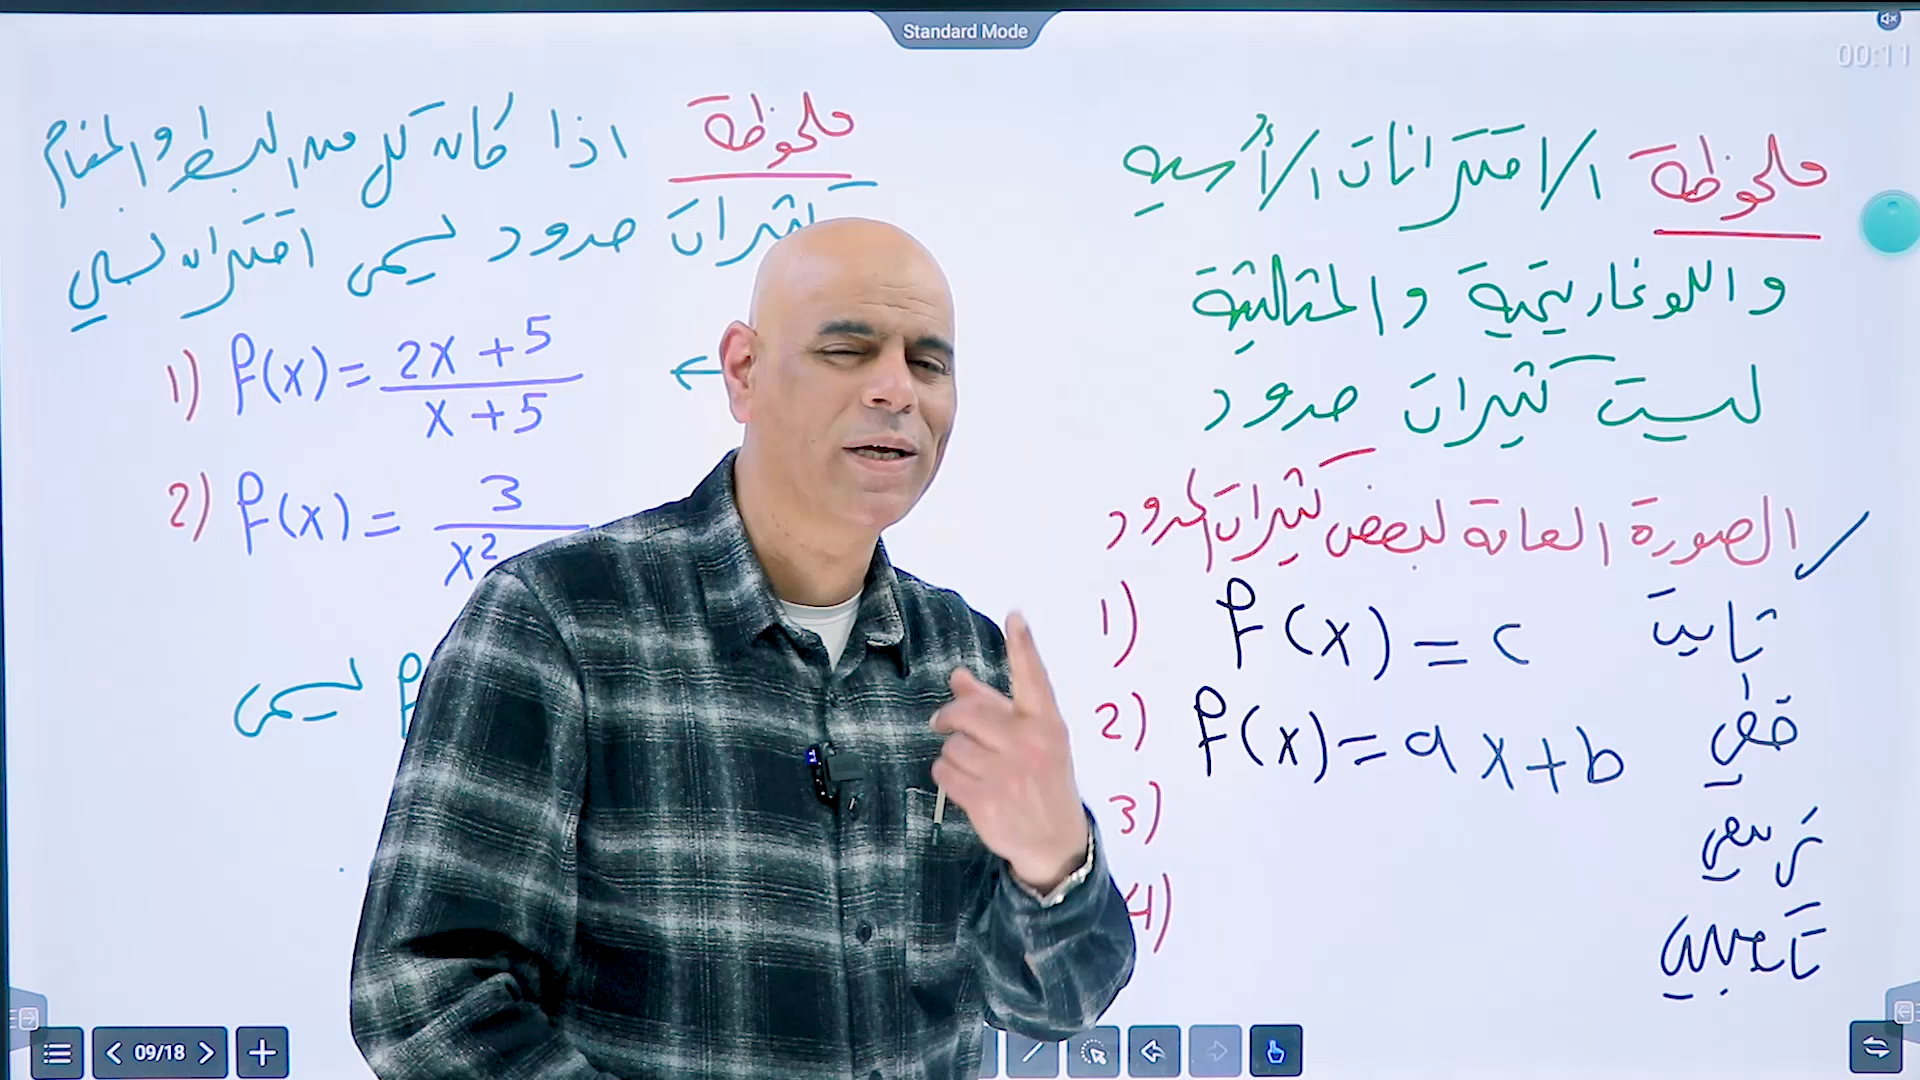 Standard Mode
00:11
ملحوظة الاقترانات الأسية
واللوغاريتمية والمثلثية
ليست كثيرات حدود
الصورة العامة لبعض كثيرات الحدود
1) f(x) = c ثابت
2) f(x) = ax + b خطي
3) تربيعي
4) تكعيبي
ملحوظة اذا كان كل من البسط والمقام
كثيرات حدود يسمى اقتران نسبي
1) f(x) = 2x + 5 / x + 5 ←
2) f(x) = 3 / x²
f يسمى
09/18